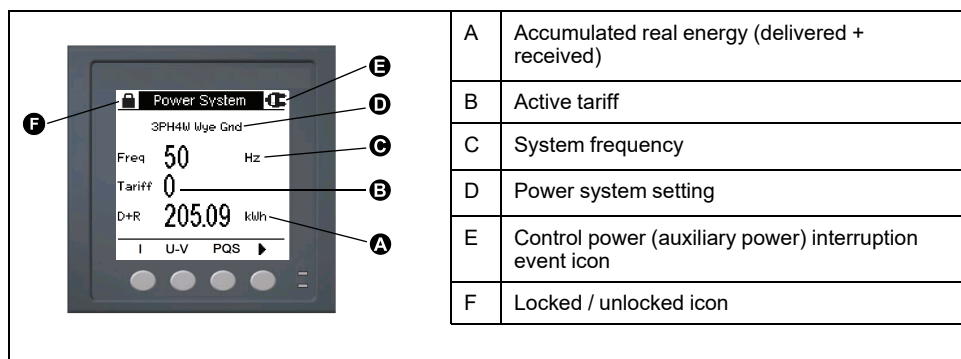 Power System
3PH4W Wye Gnd
Freq 50 Hz
Tariff 0
D+R 205.09 kWh
I U-V PQS
E
D
C
B
A
F
A Accumulated real energy (delivered +
received)
B Active tariff
C System frequency
D Power system setting
E Control power (auxiliary power) interruption
event icon
F Locked / unlocked icon